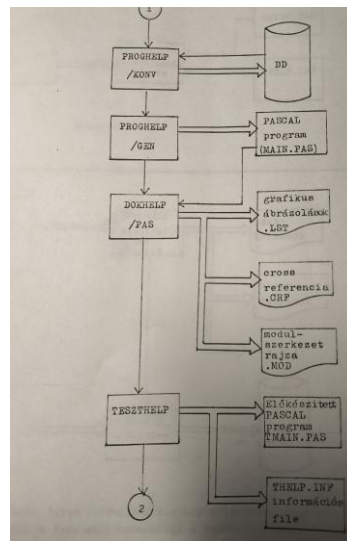 1
PROGHELP
/KONV
DD
PROGHELP
/GEN
PASCAL
program
(MAIN.PAS)
DOKHELP
/PAS
grafikus
ábrázolások
.LST
cross
referencia
.CRF
modul-
szerkezet
rajza
.MOD
TESZTHELP
Előkészített
PASCAL
program
TMAIN.PAS
THELP.INF
információs
file
2